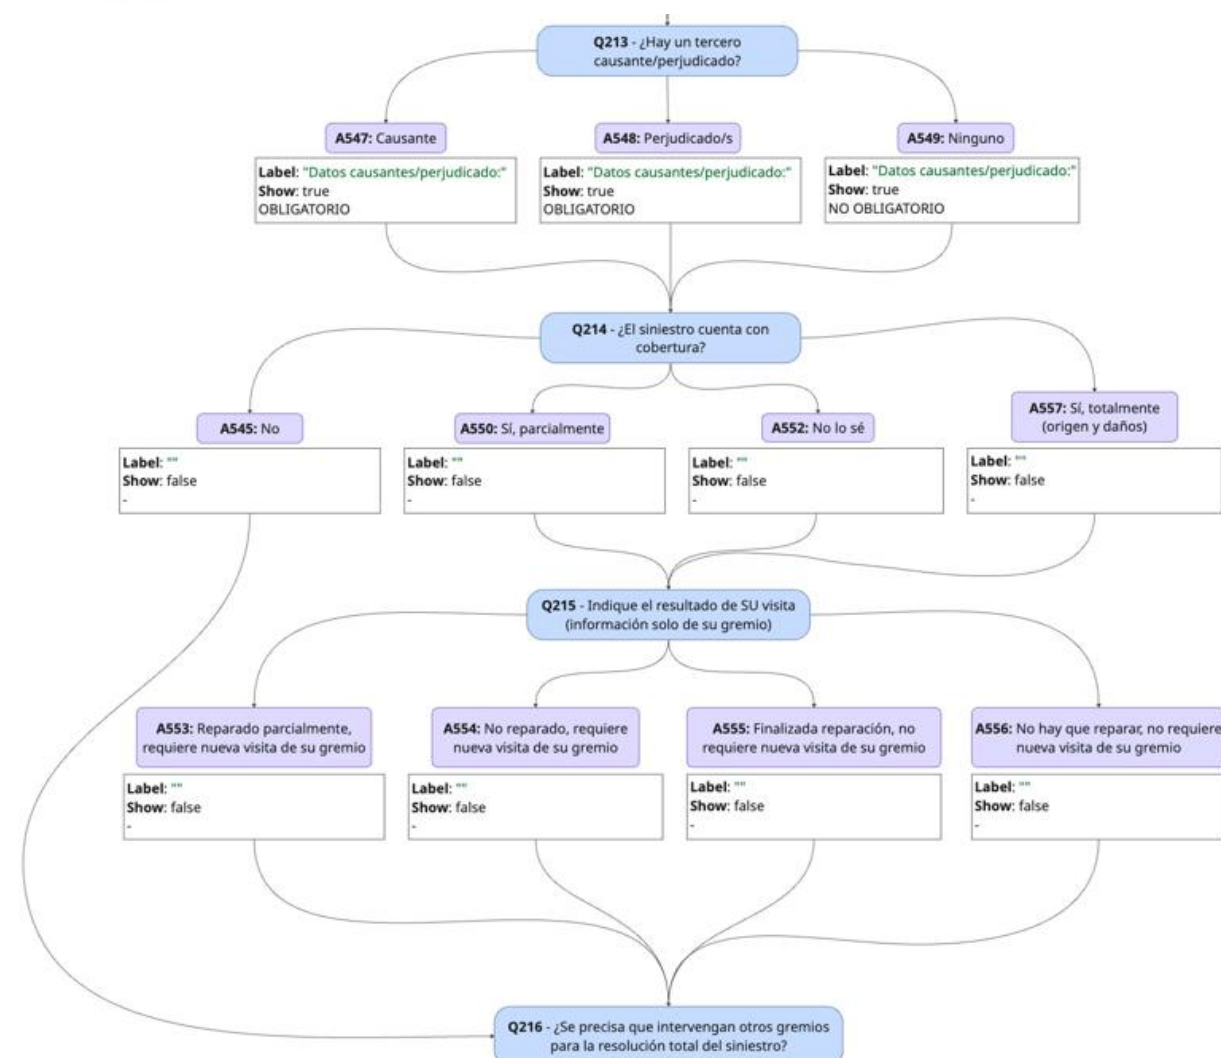 Q213 - ¿Hay un tercero
causante/perjudicado?
A547: Causante
Label: "Datos causantes/perjudicado:"
Show: true
OBLIGATORIO
A548: Perjudicado/s
Label: "Datos causantes/perjudicado:"
Show: true
OBLIGATORIO
A549: Ninguno
Label: "Datos causantes/perjudicado:"
Show: true
NO OBLIGATORIO
Q214 - ¿El siniestro cuenta con
cobertura?
A545: No
Label: ""
Show: false
-
A550: Sí, parcialmente
Label: ""
Show: false
-
A552: No lo sé
Label: ""
Show: false
-
A557: Sí, totalmente
(origen y daños)
Label: ""
Show: false
-
Q215 - Indique el resultado de SU visita
(información solo de su gremio)
A553: Reparado parcialmente,
requiere nueva visita de su gremio
Label: ""
Show: false
-
A554: No reparado, requiere
nueva visita de su gremio
Label: ""
Show: false
-
A555: Finalizada reparación, no
requiere nueva visita de su gremio
Label: ""
Show: false
-
A556: No hay que reparar, no requiere
nueva visita de su gremio
Label: ""
Show: false
-
Q216 - ¿Se precisa que intervengan otros gremios
para la resolución total del siniestro?